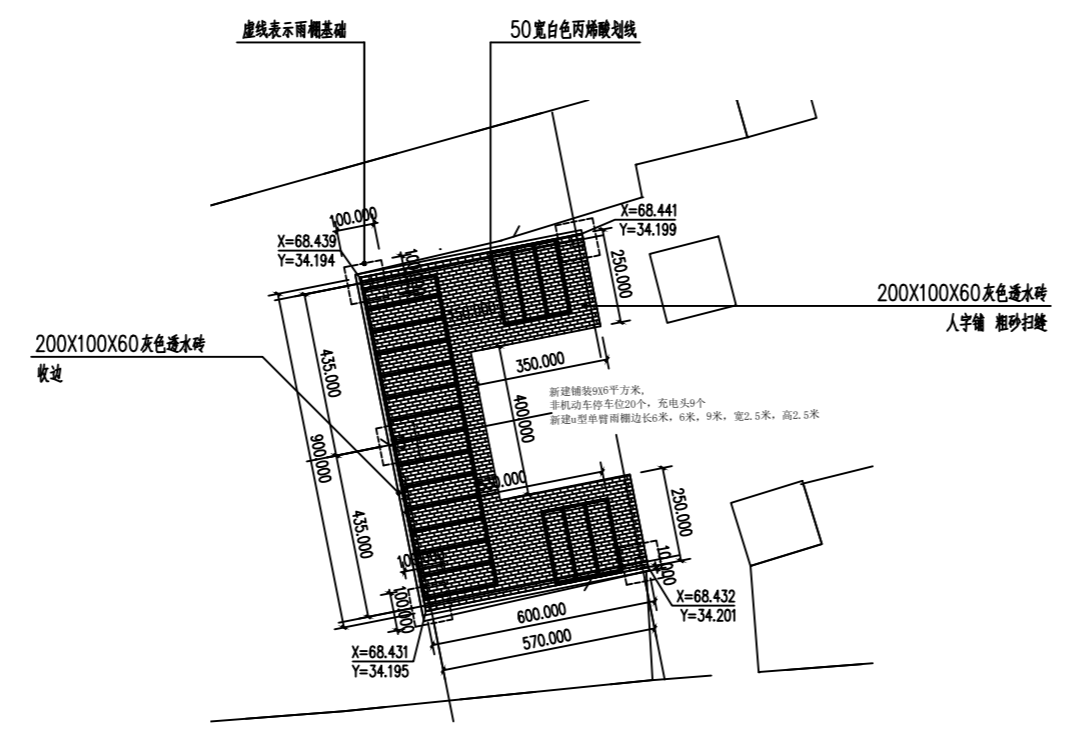 虚线表示雨棚基础
50宽白色丙烯酸划线
100.000
X=68.439
Y=34.194
X=68.441
Y=34.199
250.000
200X100X60灰色透水砖
人字铺 粗砂扫缝
200X100X60灰色透水砖
收边
435.000
350.000
新建铺装9X6平方米,
非机动车停车位20个，充电头9个
新建u型单臂雨棚边长6米，6米，9米，宽2.5米，高2.5米
400.000
900.000
435.000
250.000
100.000
600.000
570.000
X=68.432
Y=34.201
X=68.431
Y=34.195